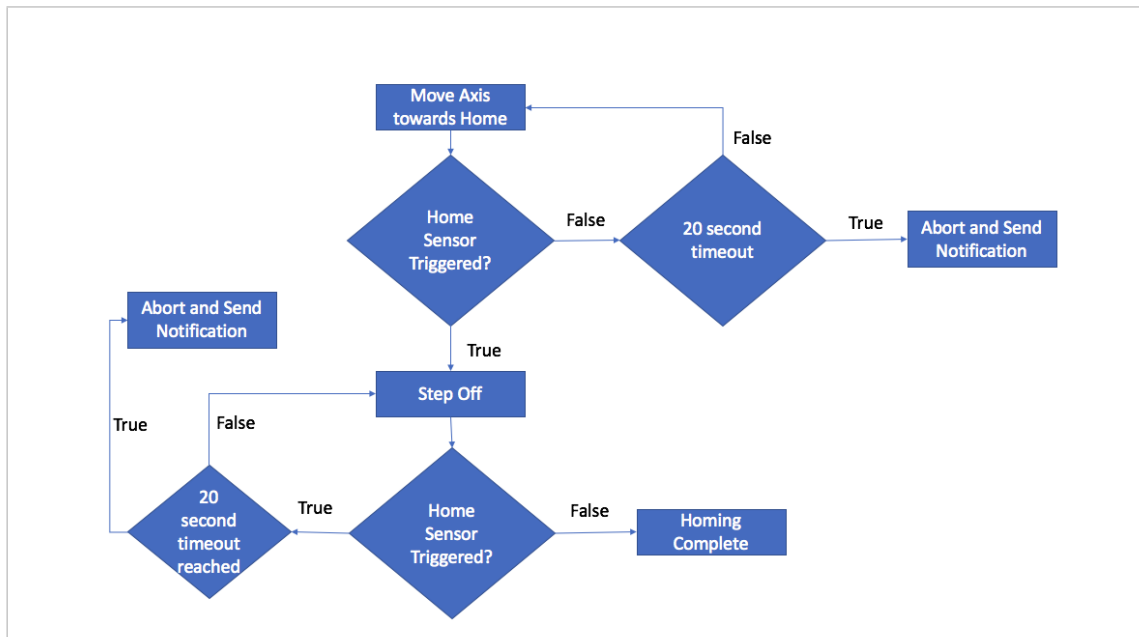 Move Axis
towards Home
False
Home
Sensor
Triggered?
False
20 second
timeout
True
Abort and Send
Notification
Abort and Send
Notification
True
Step Off
True
False
20
second
timeout
reached
True
Home
Sensor
Triggered?
False
Homing
Complete